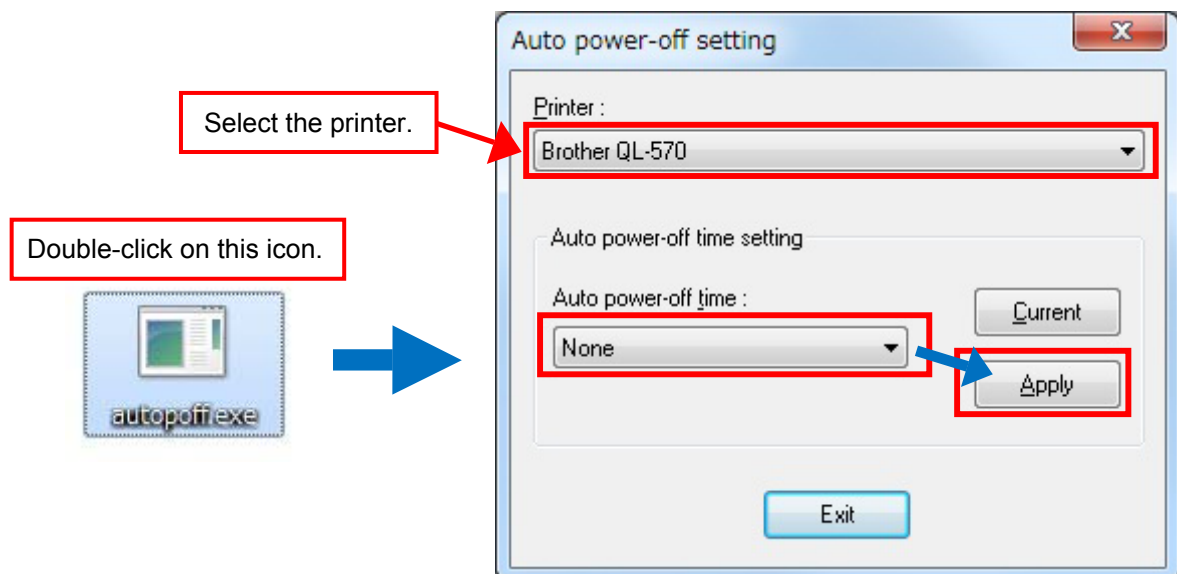 Auto power-off setting
Printer :
Select the printer.
Brother QL-570
Double-click on this icon.
autopoff.exe
Auto power-off time setting
Auto power-off time :
Current
None
Apply
Exit